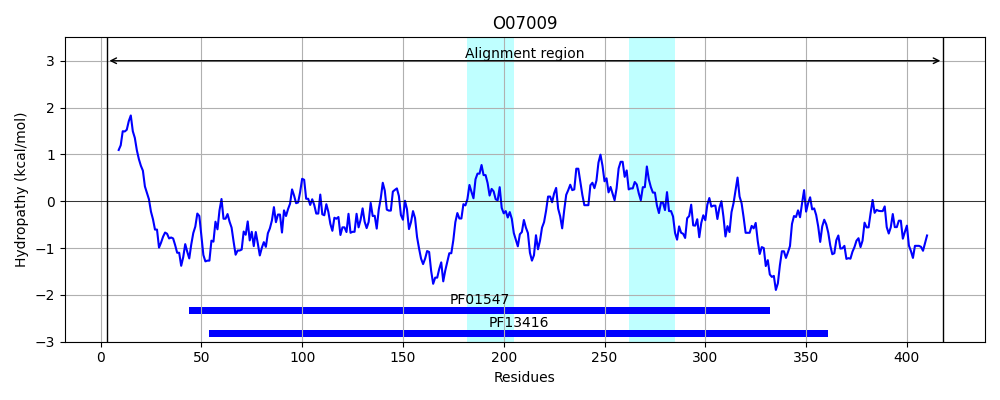 O07009
Hydropathy (kcal/mol)
3
2
1
0
−1
−2
−3
Alignment region
PF01547
PF13416
0 50 100 150 200 250 300 350 400
Residues